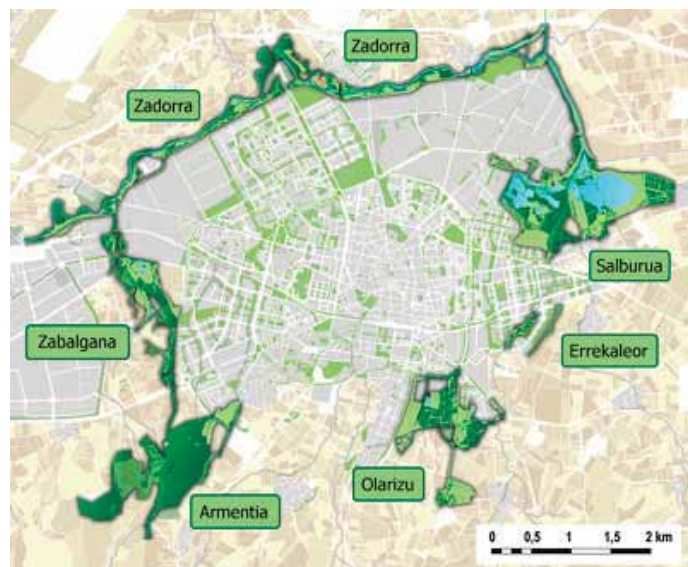 Zadorra
Zadorra
Salburua
Zabalgana
Errekaleor
Olarizu
Armentia
0 0,5 1 1,5 2 km